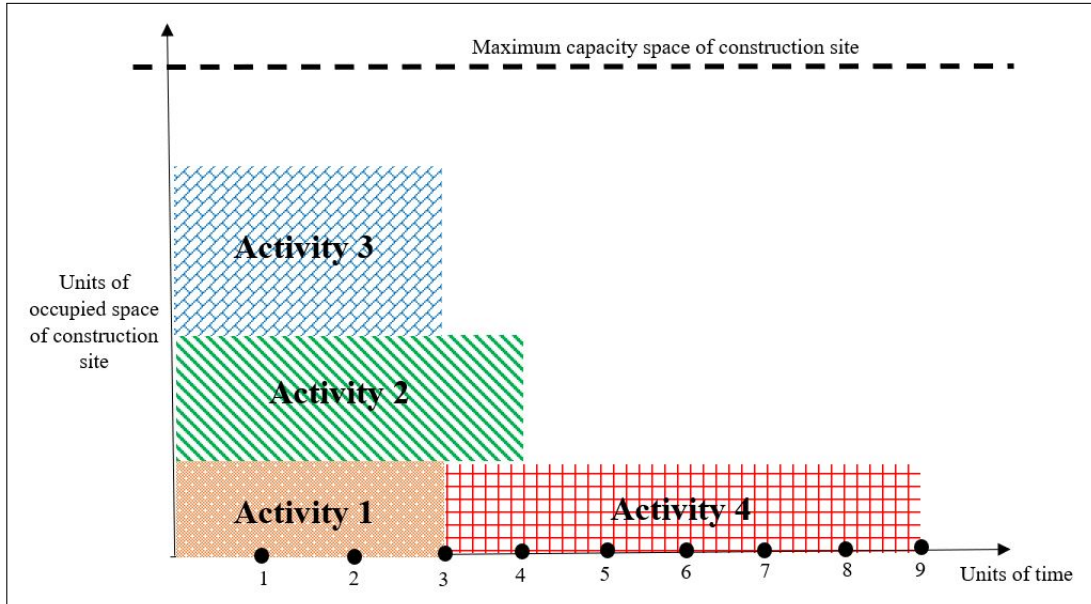 Maximum capacity space of construction site
Activity 3
Units of
occupied space
of construction
site
Activity 2
Activity 1
Activity 4
1
2
3
4
5
6
7
8
9
Units of time